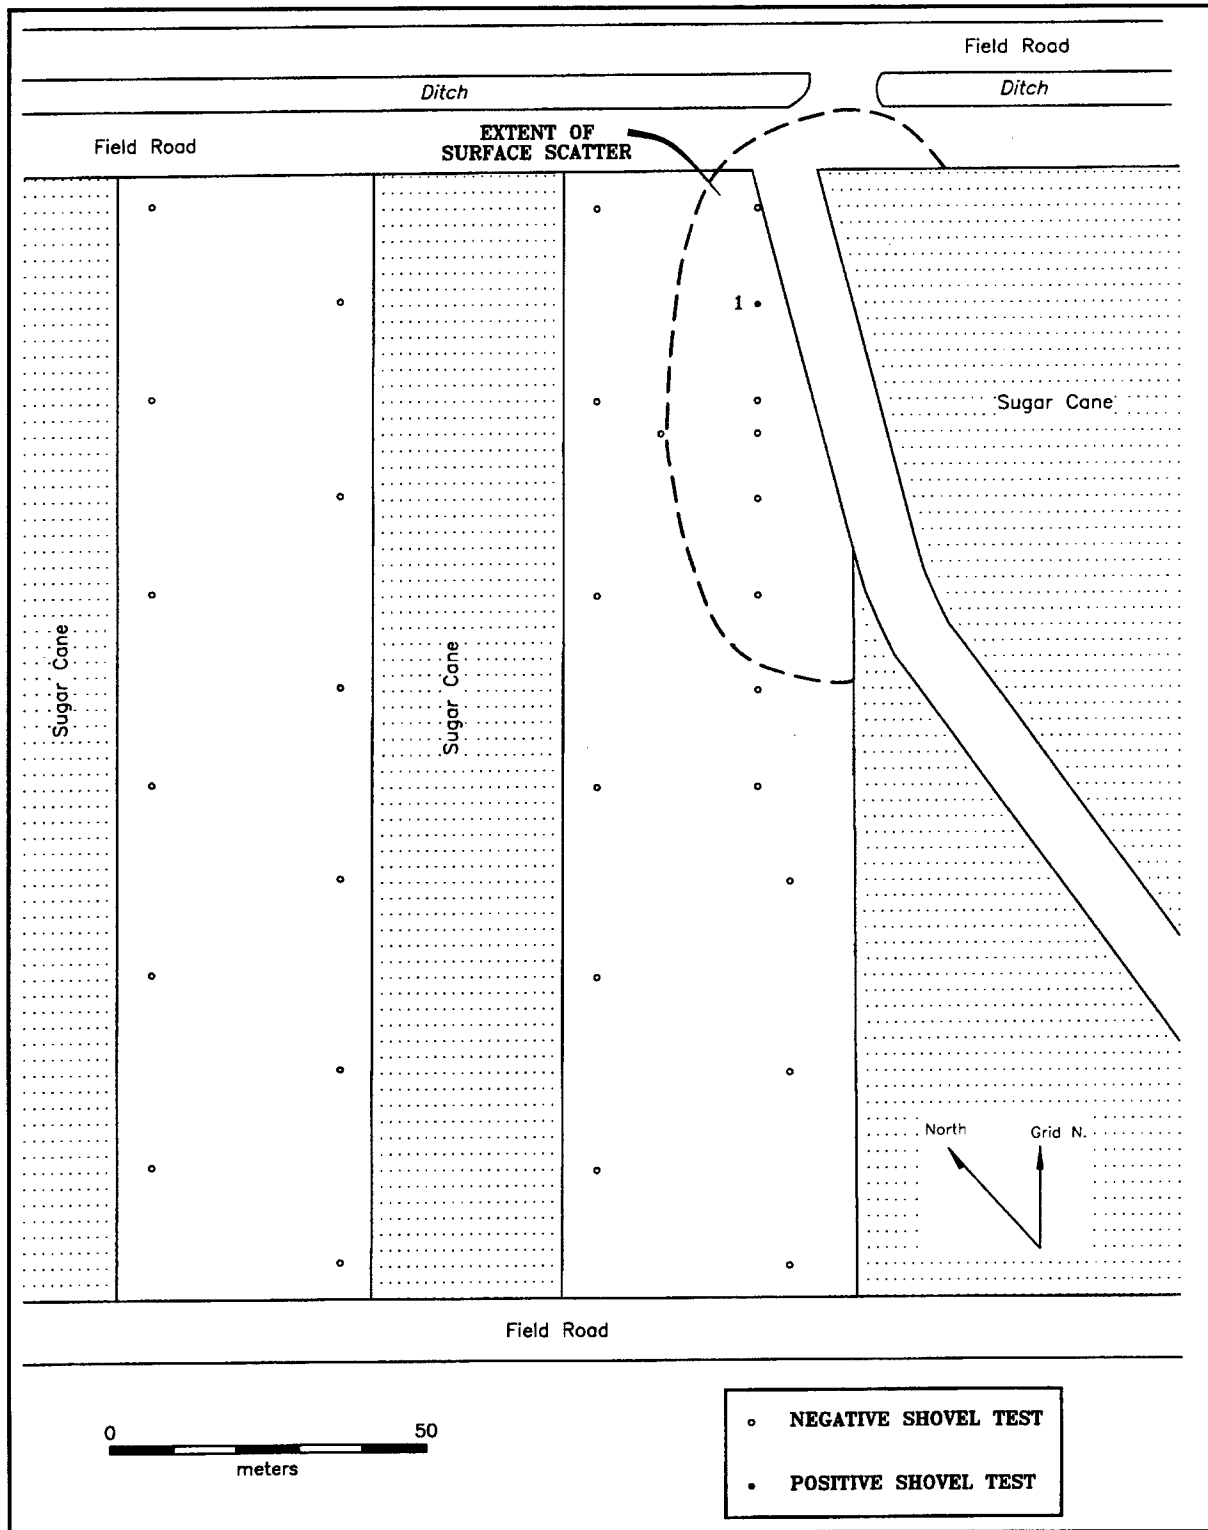 Field Road
Ditch
Ditch
EXTENT OF
SURFACE SCATTER
Field Road
1
Sugar Cane
Sugar Cane
Sugar Cane
North
Grid N.
Field Road
0
50
meters
NEGATIVE SHOVEL TEST
POSITIVE SHOVEL TEST